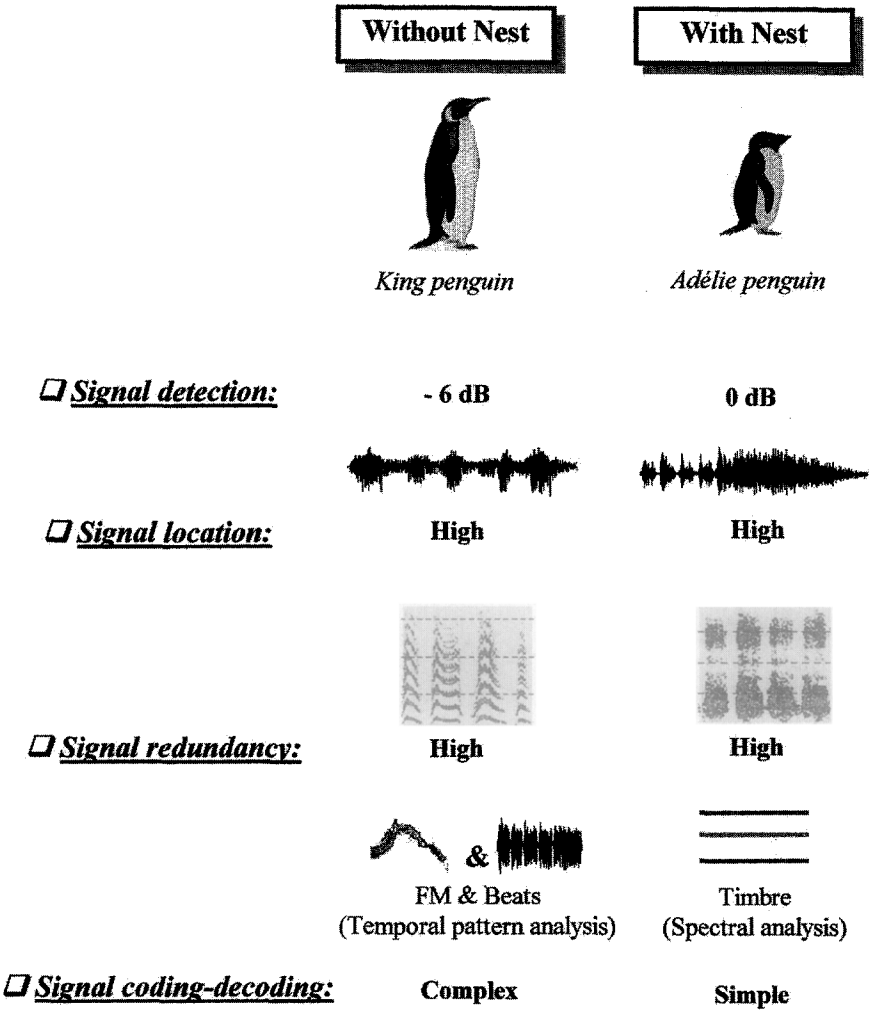 Without Nest With Nest
King penguin Adélie penguin
❑ Signal detection: - 6 dB 0 dB
❑ Signal location: High High
❑ Signal redundancy: High High
&
FM & Beats Timbre
(Temporal pattern analysis) (Spectral analysis)
❑ Signal coding-decoding: Complex Simple